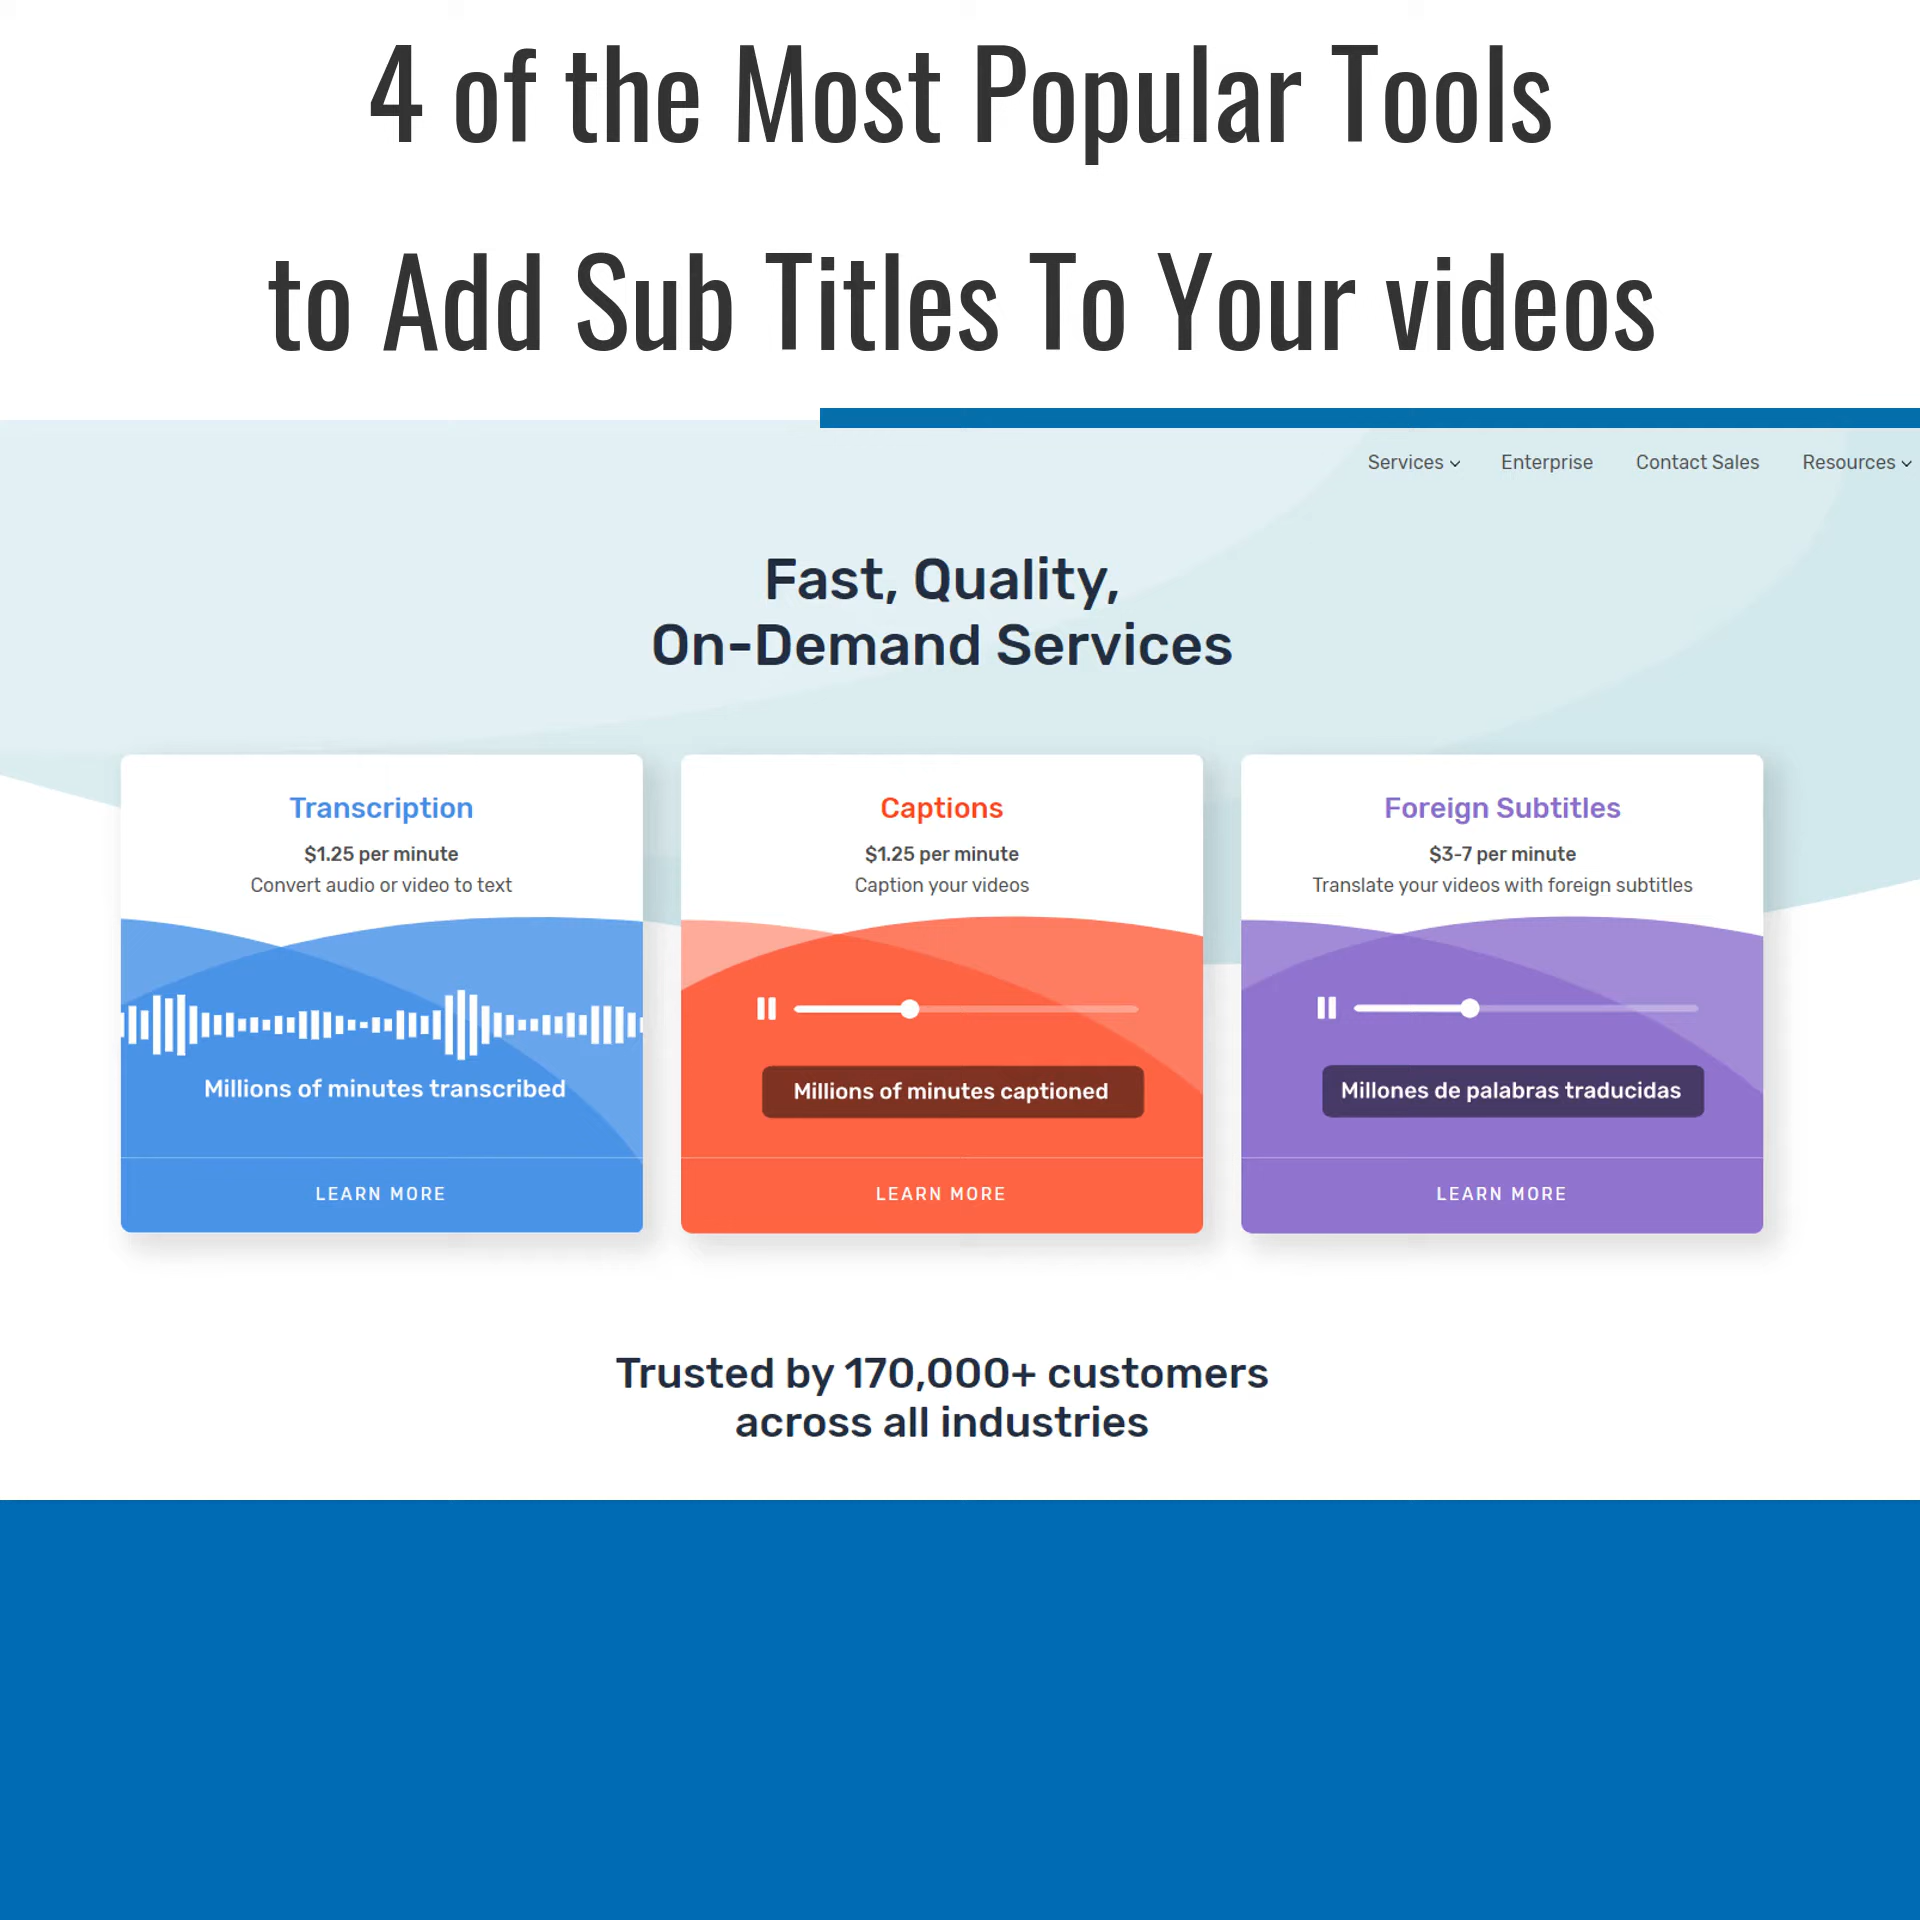 4 of the Most Popular Tools
to Add Sub Titles To Your videos
Services Enterprise Contact Sales Resources
Fast, Quality,
On-Demand Services
Transcription
$1.25 per minute
Convert audio or video to text
Millions of minutes transcribed
LEARN MORE
Captions
$1.25 per minute
Caption your videos
Millions of minutes captioned
LEARN MORE
Foreign Subtitles
$3-7 per minute
Translate your videos with foreign subtitles
Millones de palabras traducidas
LEARN MORE
Trusted by 170,000+ customers
across all industries